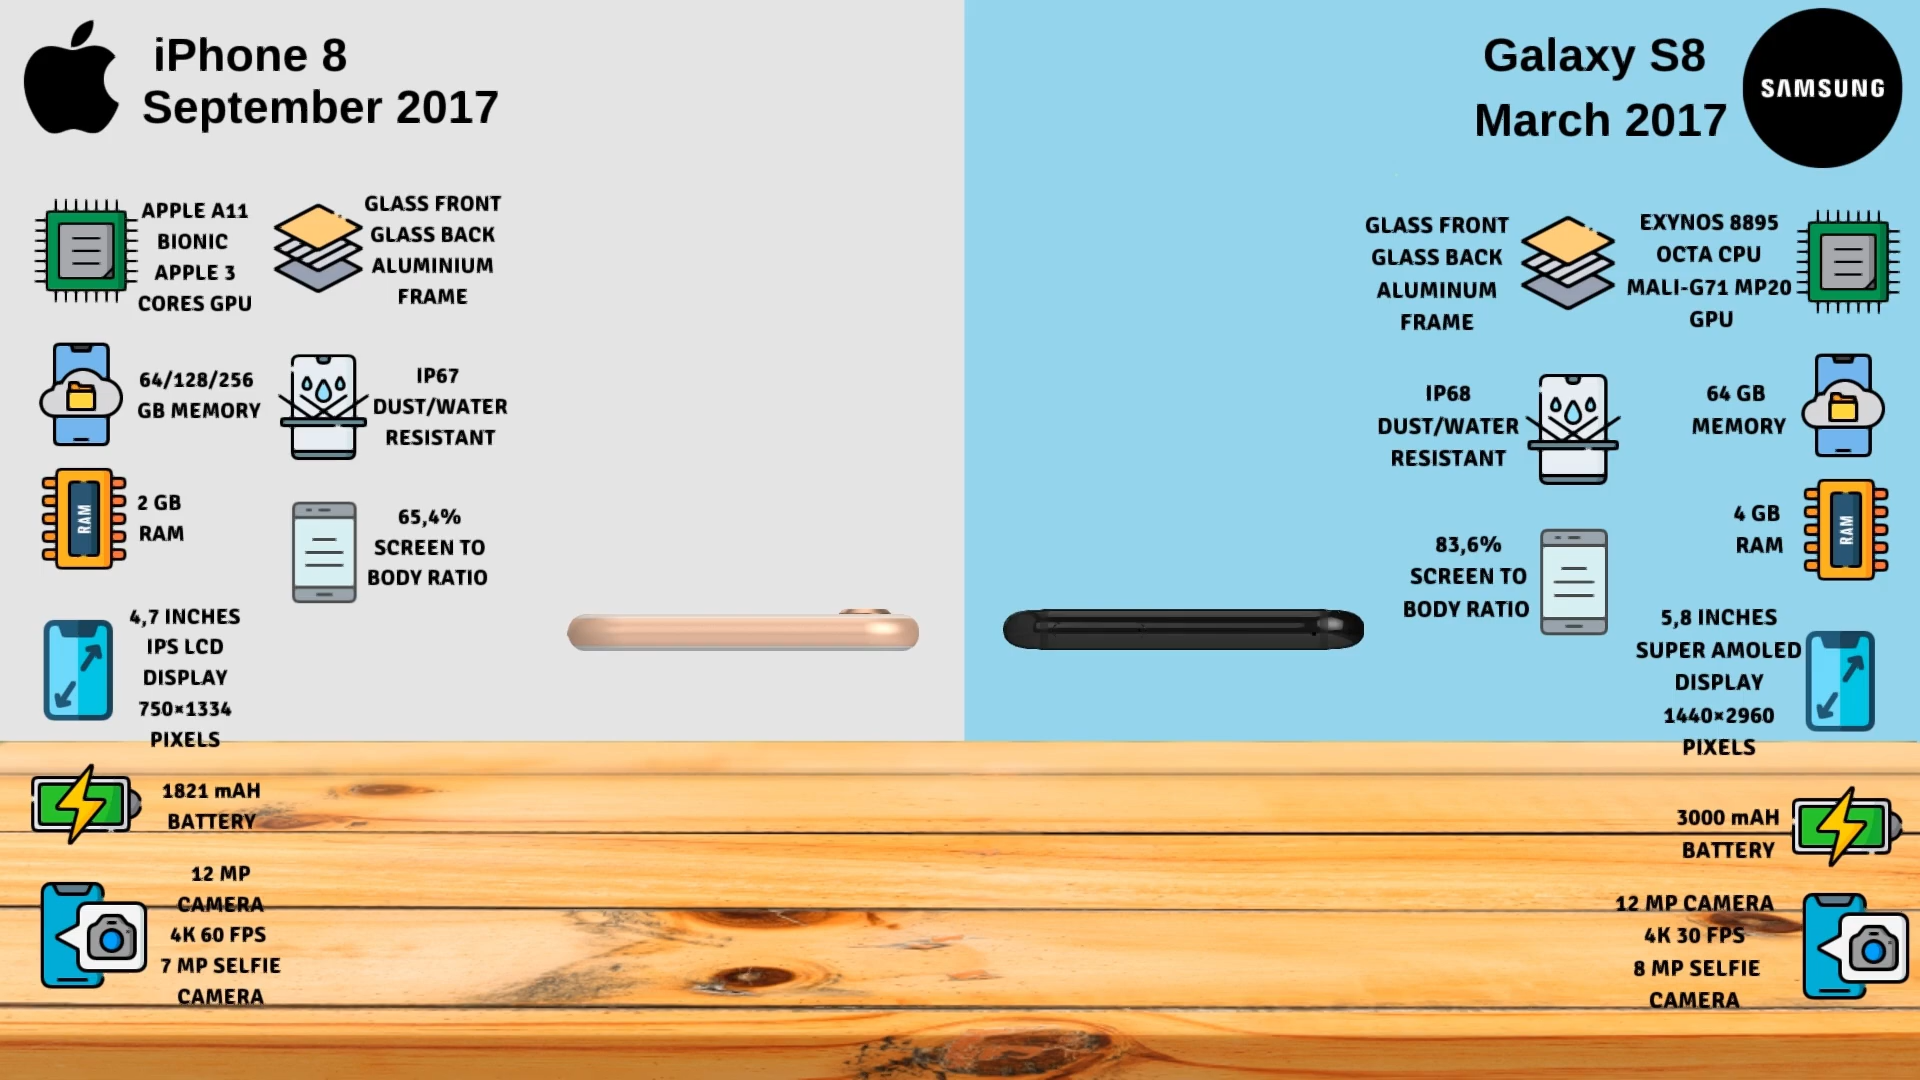 iPhone 8
September 2017
APPLE A11
BIONIC
APPLE 3
CORES GPU
GLASS FRONT
GLASS BACK
ALUMINIUM
FRAME
64/128/256
GB MEMORY
IP67
DUST/WATER
RESISTANT
RAM
2 GB
RAM
65,4%
SCREEN TO
BODY RATIO
4,7 INCHES
IPS LCD
DISPLAY
750×1334
PIXELS
1821 mAH
BATTERY
12 MP
CAMERA
4K 60 FPS
7 MP SELFIE
CAMERA
Galaxy S8
March 2017
SAMSUNG
GLASS FRONT
GLASS BACK
ALUMINUM
FRAME
EXYNOS 8895
OCTA CPU
MALI-G71 MP20
GPU
IP68
DUST/WATER
RESISTANT
64 GB
MEMORY
83,6%
SCREEN TO
BODY RATIO
4 GB
RAM
RAM
5,8 INCHES
SUPER AMOLED
DISPLAY
1440×2960
PIXELS
3000 mAH
BATTERY
12 MP CAMERA
4K 30 FPS
8 MP SELFIE
CAMERA